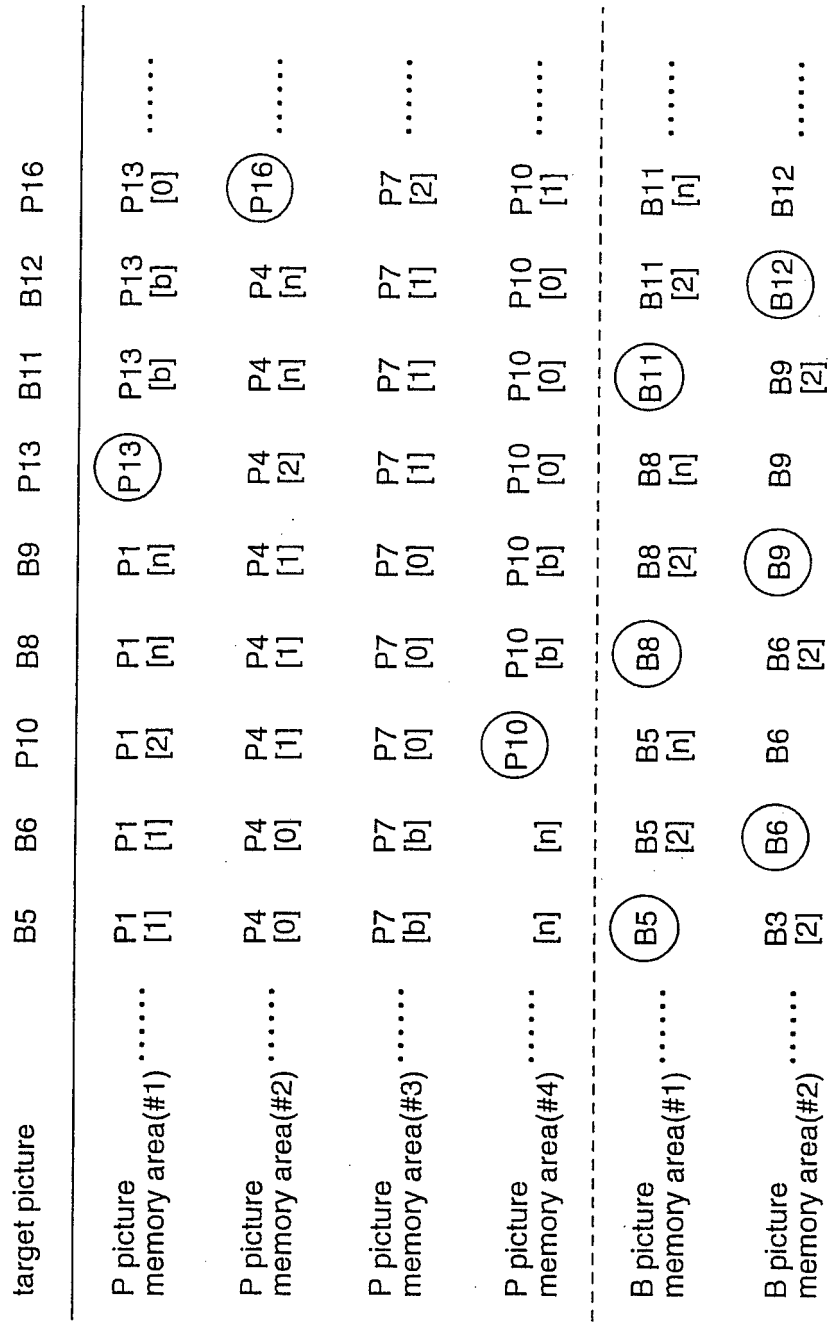 target picture B5 B6 P10 B8 B9 P13 B11 B12 P16
P picture P1 P1 P1 P1 P1 P13 P13 P13 P13
memory area(#1) ...... [1] [1] [2] [n] [n] [b] [b] [0] ......
P picture P4 P4 P4 P4 P4 P4 P4 P4 P16
memory area(#2) ...... [0] [0] [1] [1] [1] [2] [n] [n] ......
P picture P7 P7 P7 P7 P7 P7 P7 P7 P7
memory area(#3) ...... [b] [b] [0] [0] [0] [1] [1] [1] [2] ......
P picture P10 P10 P10 P10 P10 P10 P10
memory area(#4) ...... [n] [n] [b] [b] [0] [0] [0] [1] ......
B picture B5 B5 B5 B8 B8 B8 B11 B11 B11
memory area(#1) ...... [2] [n] [2] [n] [2] [n] ......
B picture B3 B6 B6 B6 B9 B9 B9 B12 B12
memory area(#2) ...... [2] [2] [2] ......